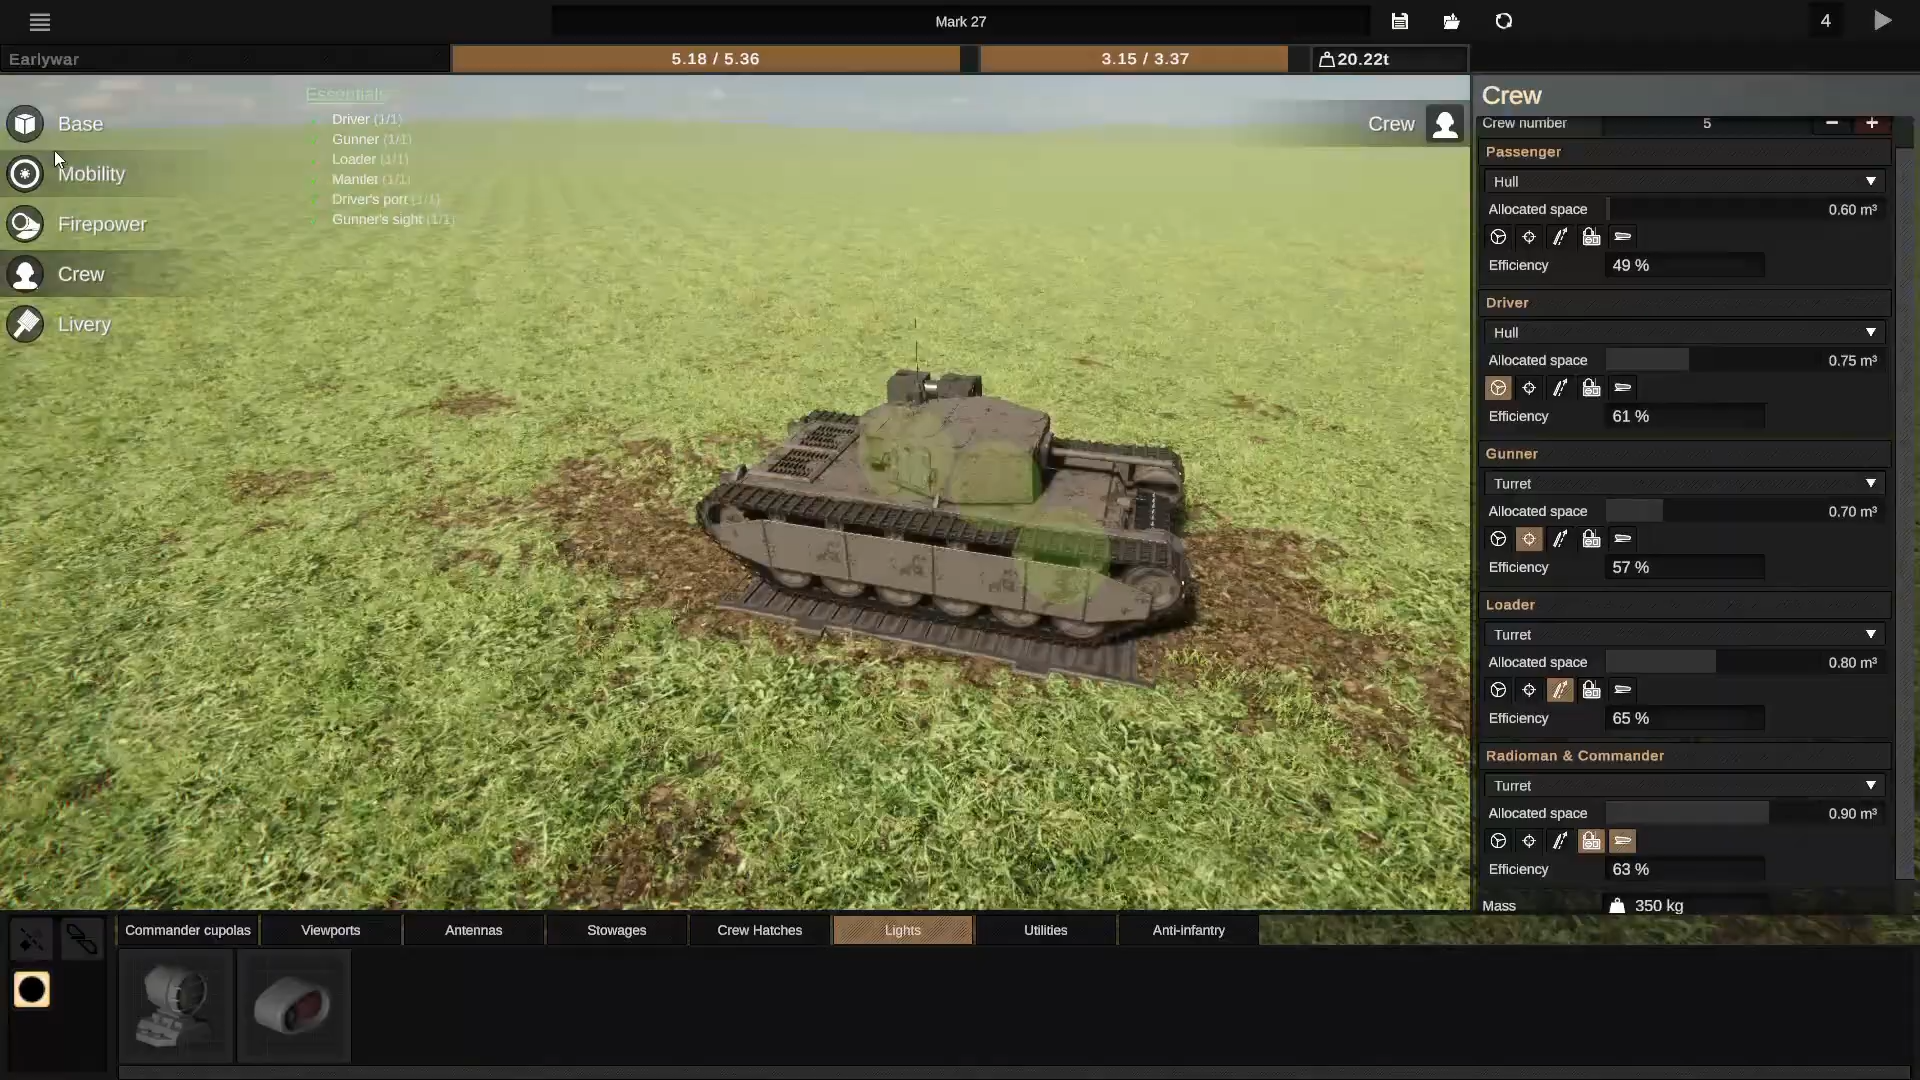 Mark 27
4
Earlywar
5.18 / 5.36
3.15 / 3.37
20.22t
Base
Mobility
Firepower
Crew
Livery
Essentials
Driver (1/1)
Gunner (1/1)
Loader (1/1)
Mantlet (1/1)
Driver's port (1/1)
Gunner's sight (1/1)
Crew
Crew
Crew number 5 − +
Passenger
Hull
Allocated space 0.60 m³
Efficiency 49 %
Driver
Hull
Allocated space 0.75 m³
Efficiency 61 %
Gunner
Turret
Allocated space 0.70 m³
Efficiency 57 %
Loader
Turret
Allocated space 0.80 m³
Efficiency 65 %
Radioman & Commander
Turret
Allocated space 0.90 m³
Efficiency 63 %
Mass 350 kg
Commander cupolas
Viewports
Antennas
Stowages
Crew Hatches
Lights
Utilities
Anti-infantry